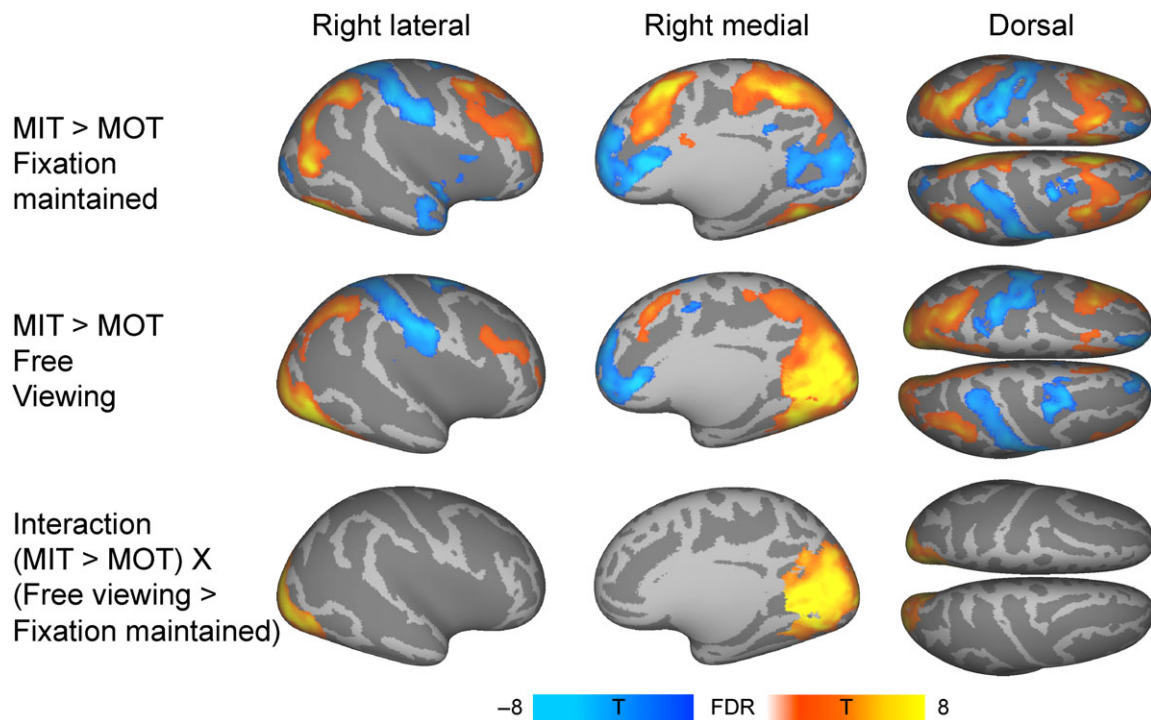 Right lateral
Right medial
Dorsal
MIT > MOT
Fixation
maintained
MIT > MOT
Free
Viewing
Interaction
(MIT > MOT) X
(Free viewing >
Fixation maintained)
–8 T FDR T 8